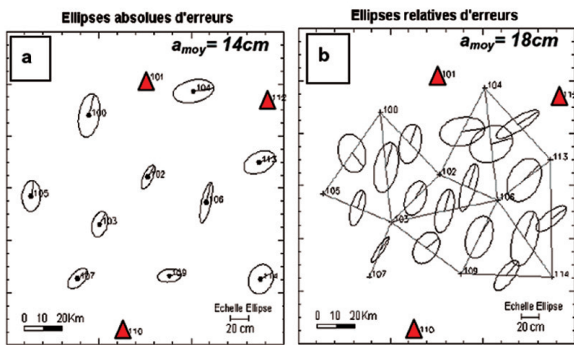 Ellipses absolues d'erreurs
a
a moy= 14cm
101
104
112
100
113
102
105
106
103
107
109
114
110
0 10 20Km
Echelle Ellipse
20 cm
Ellipses relatives d'erreurs
b
a moy= 18cm
101
104
100
113
102
105
106
103
107
109
114
110
0 10 20Km
Echelle Ellipse
20 cm